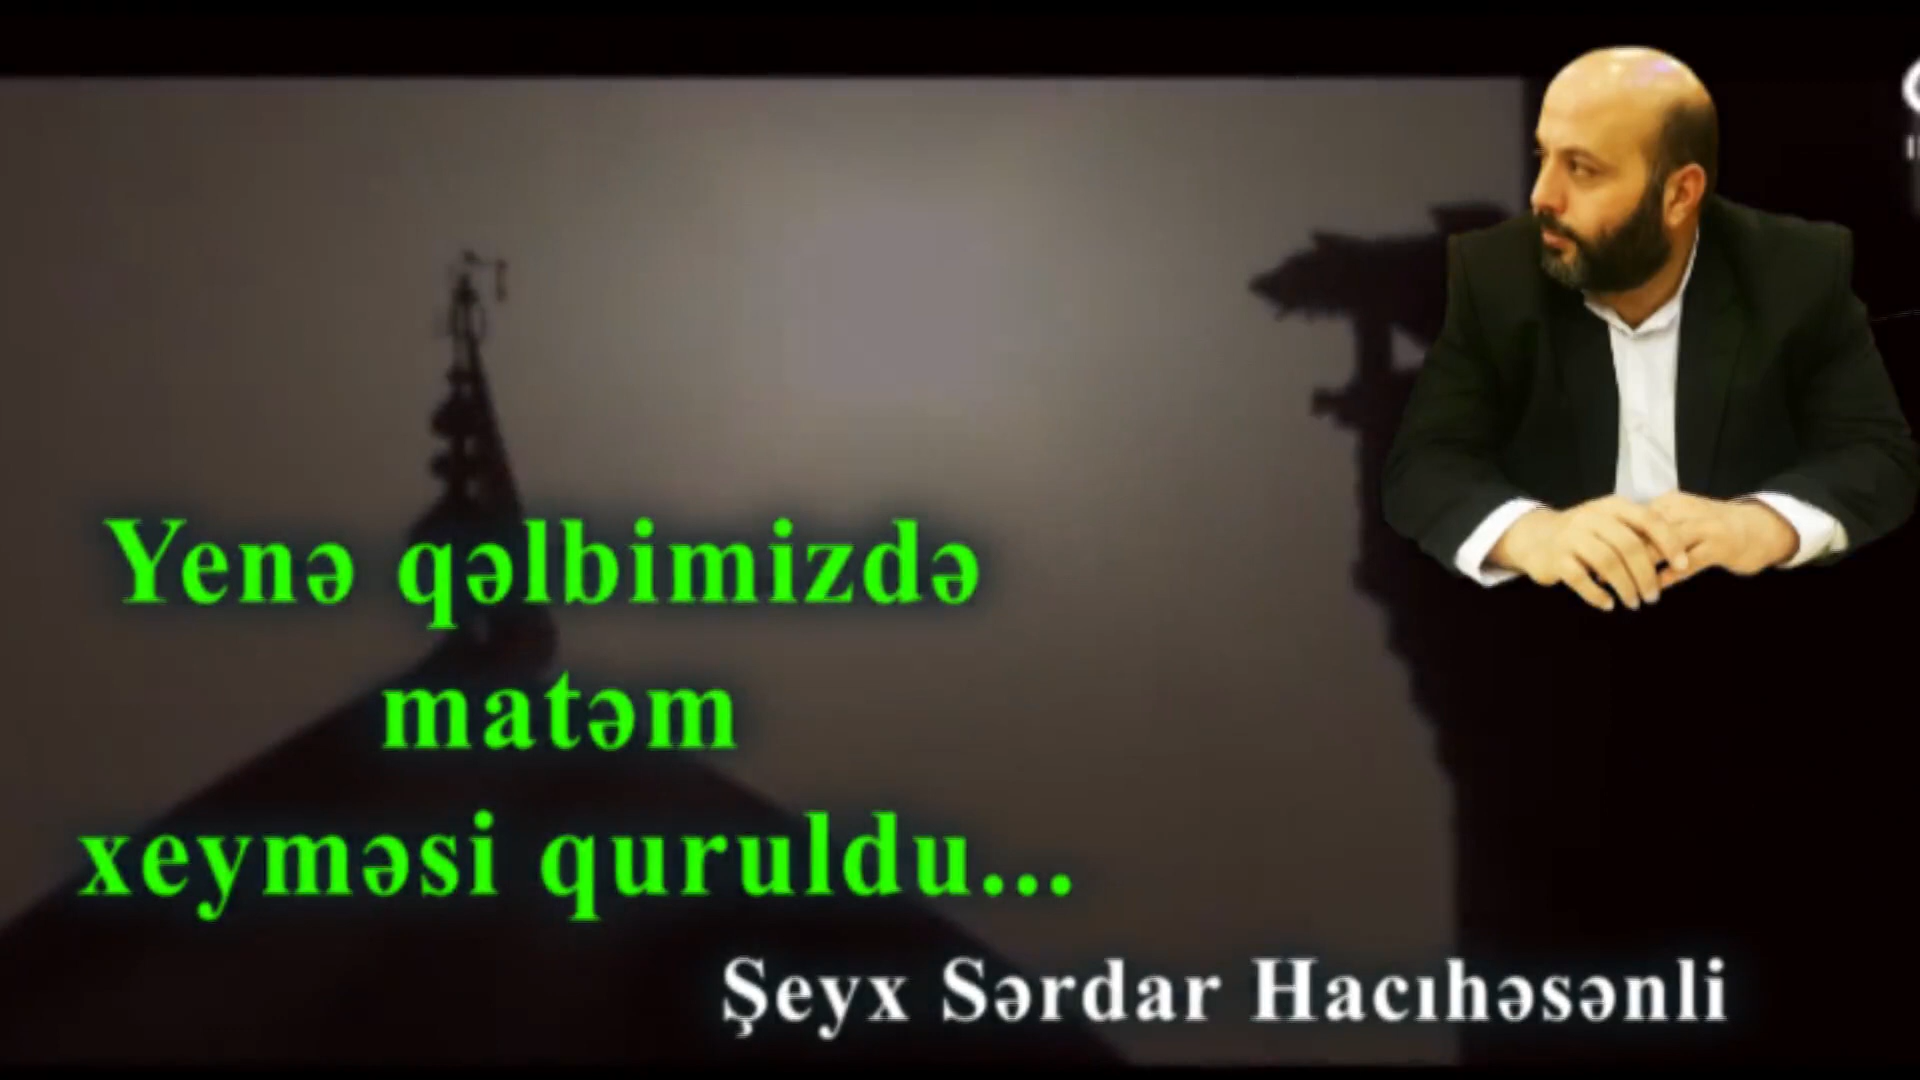 Yenə qəlbimizdə
matəm
xeyməsi quruldu...
Şeyx Sərdar Hacıhəsənli